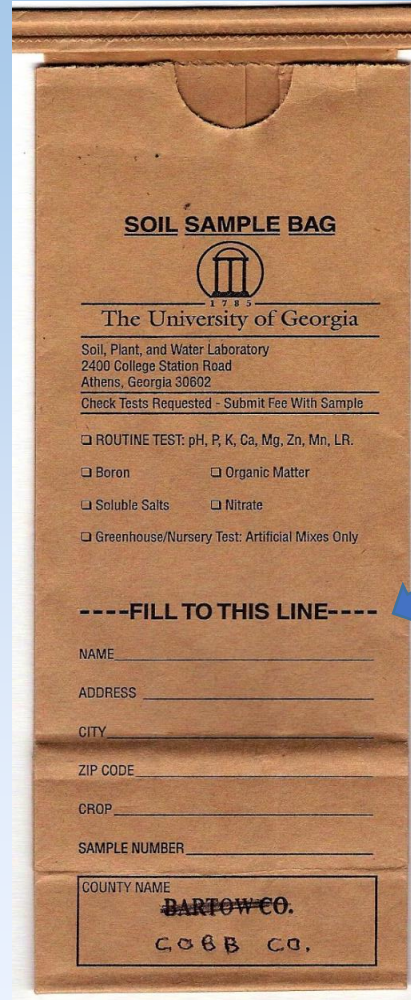 SOIL SAMPLE BAG
1785
The University of Georgia
Soil, Plant, and Water Laboratory
2400 College Station Road
Athens, Georgia 30602
Check Tests Requested - Submit Fee With Sample
❑ ROUTINE TEST: pH, P, K, Ca, Mg, Zn, Mn, LR.
❑ Boron ❑ Organic Matter
❑ Soluble Salts ❑ Nitrate
❑ Greenhouse/Nursery Test: Artificial Mixes Only
----FILL TO THIS LINE----
NAME
ADDRESS
CITY
ZIP CODE
CROP
SAMPLE NUMBER
COUNTY NAME
BARTOW CO.
COBB CO.